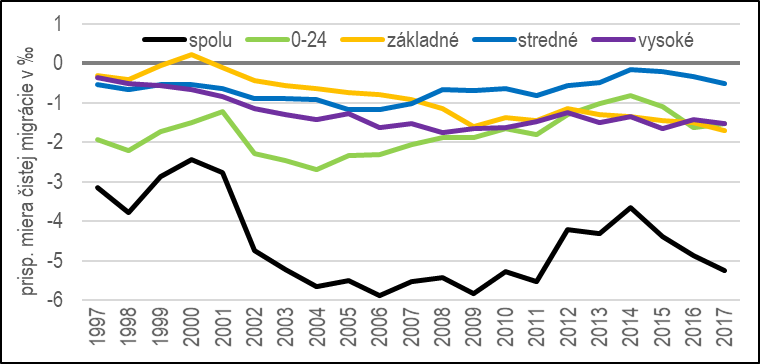 1
spolu 0-24 základné stredné vysoké
0
-1
-2
-3
-4
-5
-6
prisp. miera čistej migrácie v ‰
1997 1998 1999 2000 2001 2002 2003 2004 2005 2006 2007 2008 2009 2010 2011 2012 2013 2014 2015 2016 2017